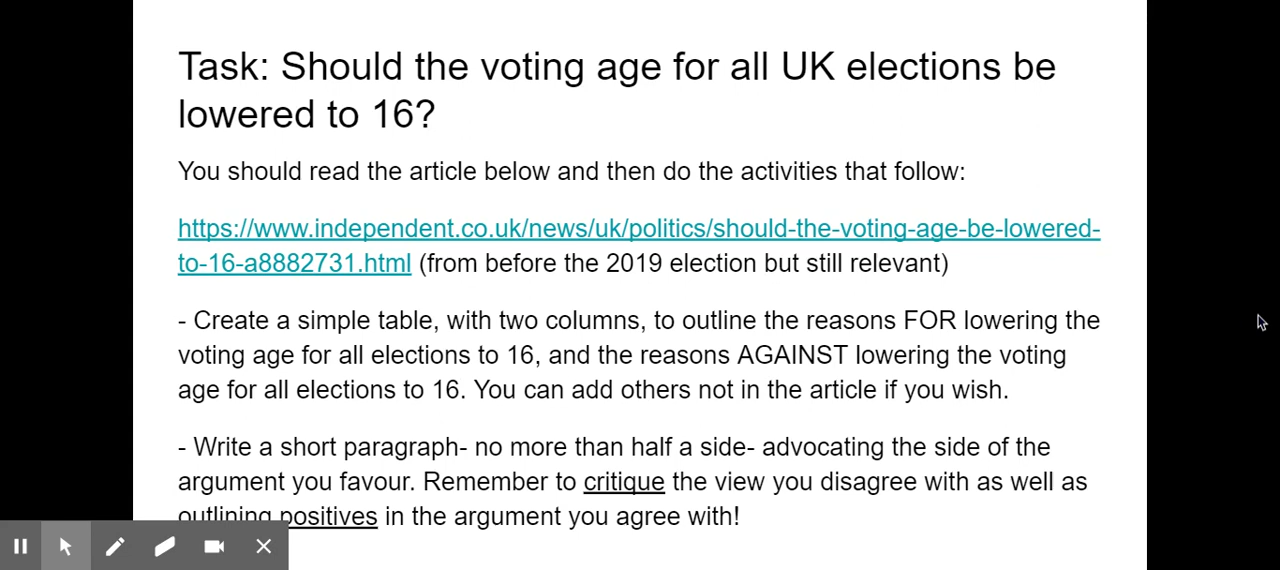 Task: Should the voting age for all UK elections be
lowered to 16?
You should read the article below and then do the activities that follow:
https://www.independent.co.uk/news/uk/politics/should-the-voting-age-be-lowered-
to-16-a8882731.html (from before the 2019 election but still relevant)
- Create a simple table, with two columns, to outline the reasons FOR lowering the
voting age for all elections to 16, and the reasons AGAINST lowering the voting
age for all elections to 16. You can add others not in the article if you wish.
- Write a short paragraph- no more than half a side- advocating the side of the
argument you favour. Remember to critique the view you disagree with as well as
outlining positives in the argument you agree with!